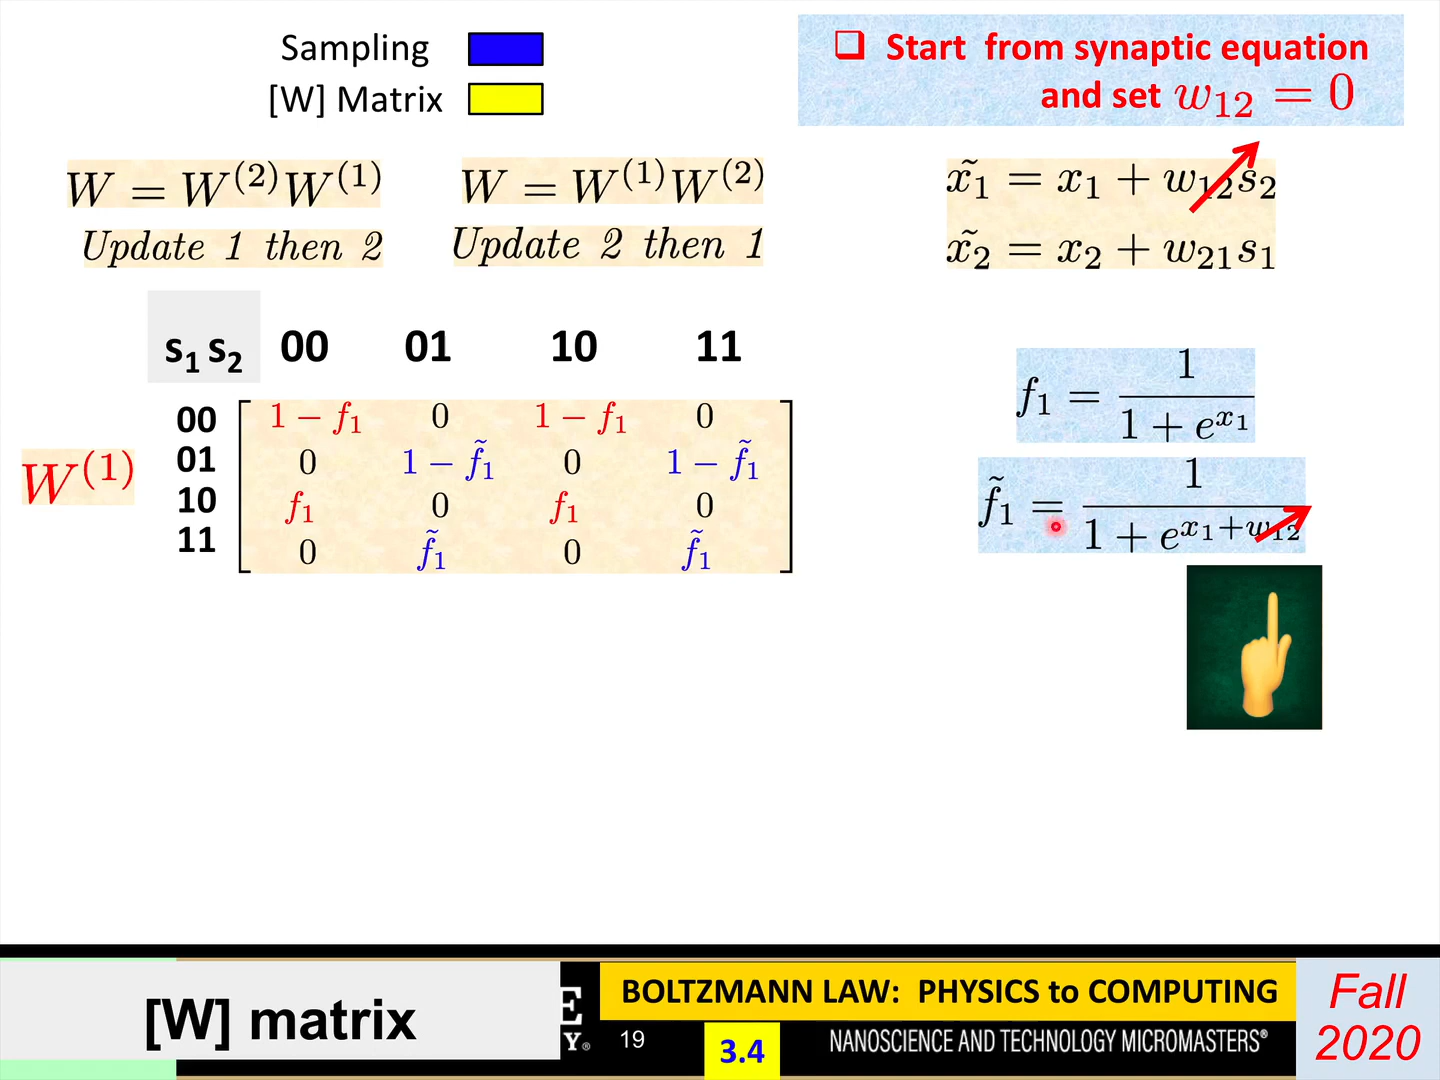 Sampling
[W] Matrix
❑ Start from synaptic equation
and set w₁₂ = 0
W = W⁽²⁾W⁽¹⁾
Update 1 then 2
W = W⁽¹⁾W⁽²⁾
Update 2 then 1
x̃₁ = x₁ + w₁₂s₂
x̃₂ = x₂ + w₂₁s₁
s₁ s₂ 00 01 10 11
W⁽¹⁾
00 1 − f₁ 0 1 − f₁ 0
01 0 1 − f̃₁ 0 1 − f̃₁
10 f₁ 0 f₁ 0
11 0 f̃₁ 0 f̃₁
f₁ = 1 / (1 + e^(x₁))
f̃₁ = 1 / (1 + e^(x₁+w₁₂))
[W] matrix
E
Y®
19
BOLTZMANN LAW: PHYSICS to COMPUTING
3.4
NANOSCIENCE AND TECHNOLOGY MICROMASTERS®
Fall
2020